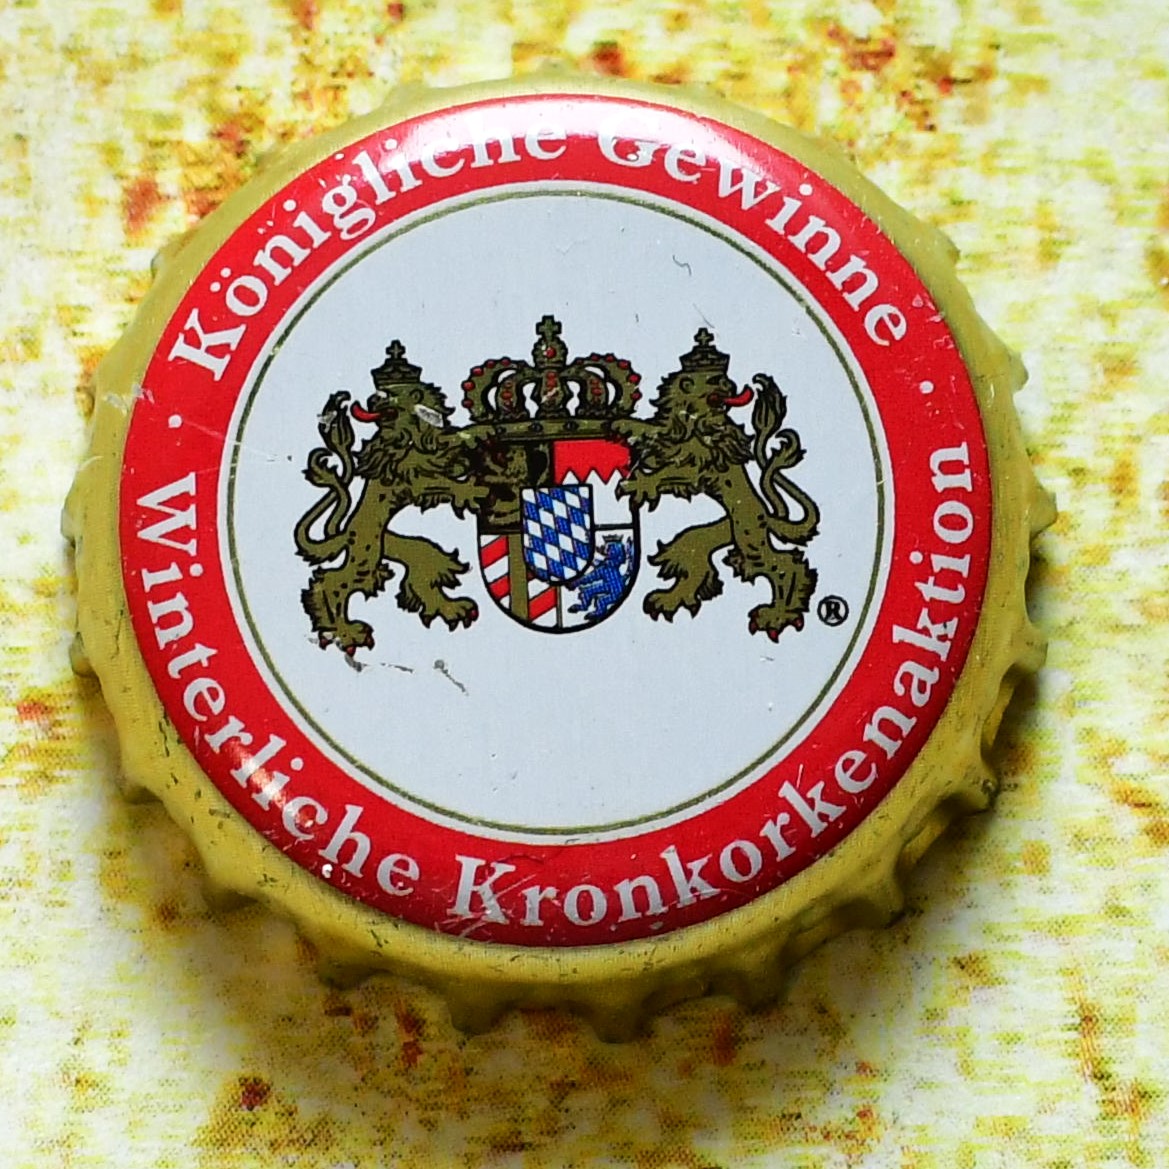 · Königliche Gewinne ·
Winterliche Kronkorkenaktion
®